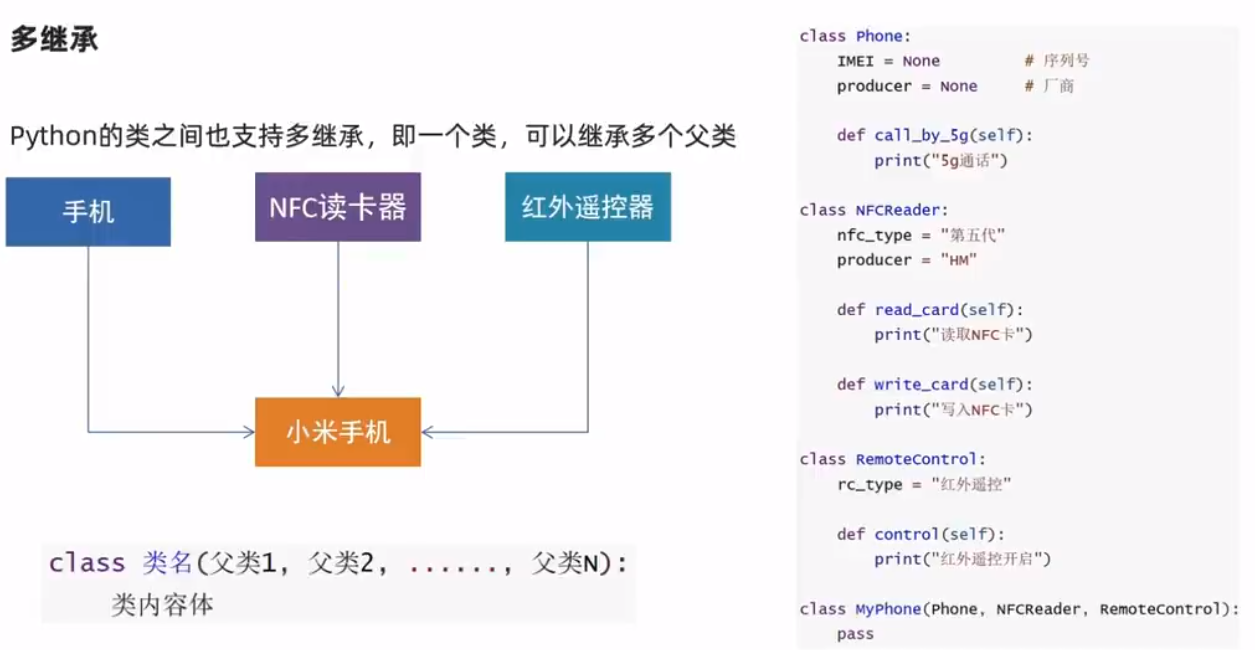 多继承
Python的类之间也支持多继承，即一个类，可以继承多个父类
手机
NFC读卡器
红外遥控器
小米手机
class 类名(父类1, 父类2, ......, 父类N):
    类内容体
class Phone:
    IMEI = None         # 序列号
    producer = None     # 厂商

    def call_by_5g(self):
        print("5g通话")

class NFCReader:
    nfc_type = "第五代"
    producer = "HM"

    def read_card(self):
        print("读取NFC卡")

    def write_card(self):
        print("写入NFC卡")

class RemoteControl:
    rc_type = "红外遥控"

    def control(self):
        print("红外遥控开启")

class MyPhone(Phone, NFCReader, RemoteControl):
    pass